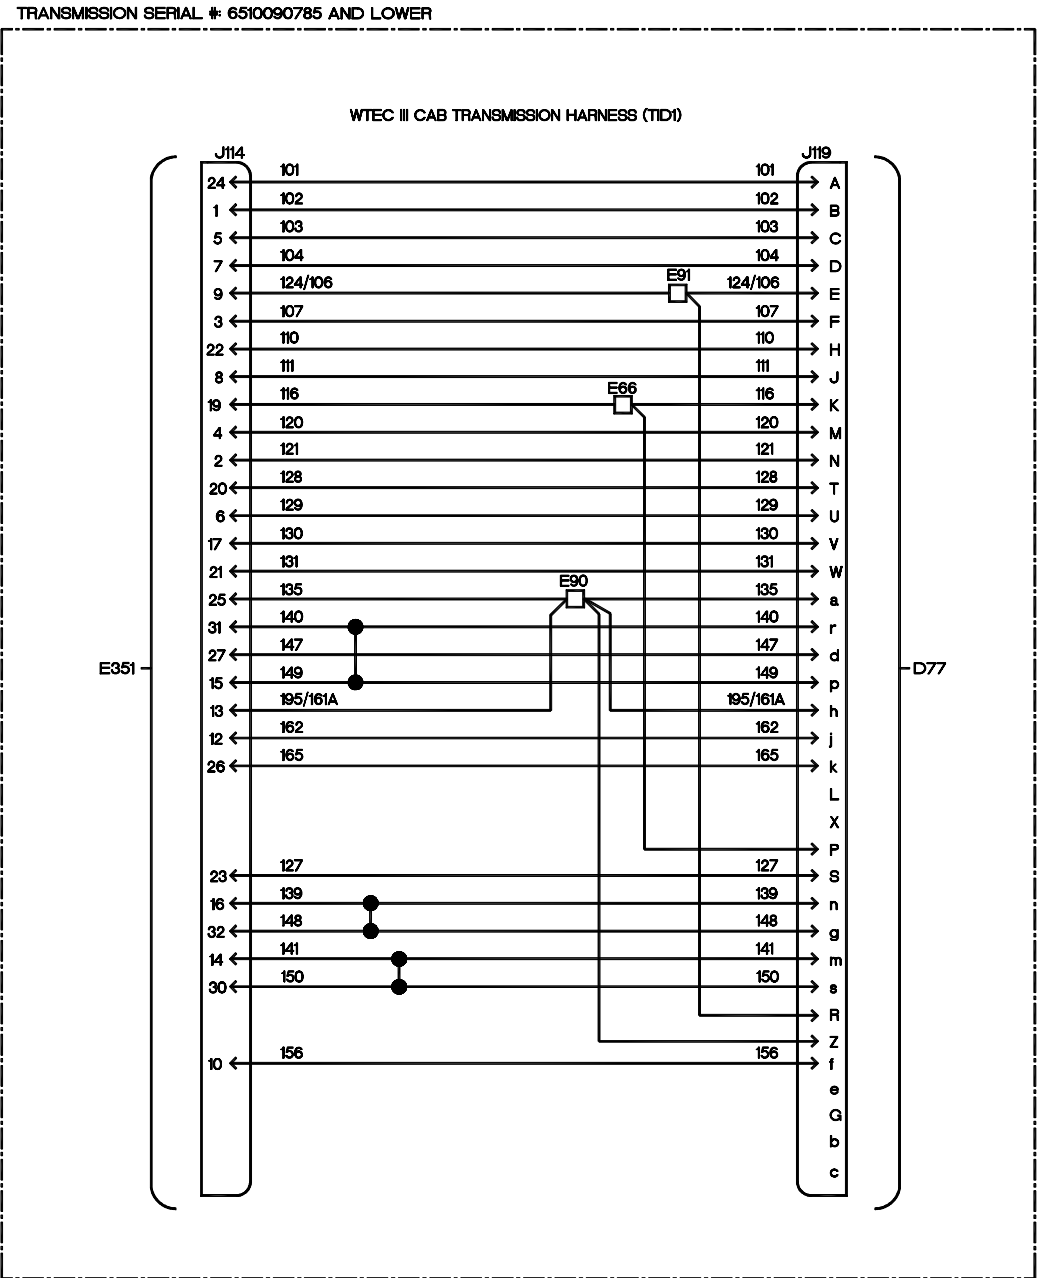 TRANSMISSION SERIAL #: 6510090785 AND LOWER
WTEC III CAB TRANSMISSION HARNESS (TID1)
J114 J119
24 101 101 A
1 102 102 B
5 103 103 C
7 104 104 D
E91
9 124/106 124/106 E
3 107 107 F
22 110 110 H
8 111 111 J
E66
19 116 116 K
4 120 120 M
2 121 121 N
20 128 128 T
6 129 129 U
17 130 130 V
21 131 131 W
E90
25 135 135 a
31 140 140 r
27 147 147 d
E351 D77
15 149 149 p
13 195/161A 195/161A h
12 162 162 j
26 165 165 k
L
X
P
23 127 127 S
16 139 139 n
32 148 148 g
14 141 141 m
30 150 150 s
R
Z
10 156 156 f
e
G
b
c